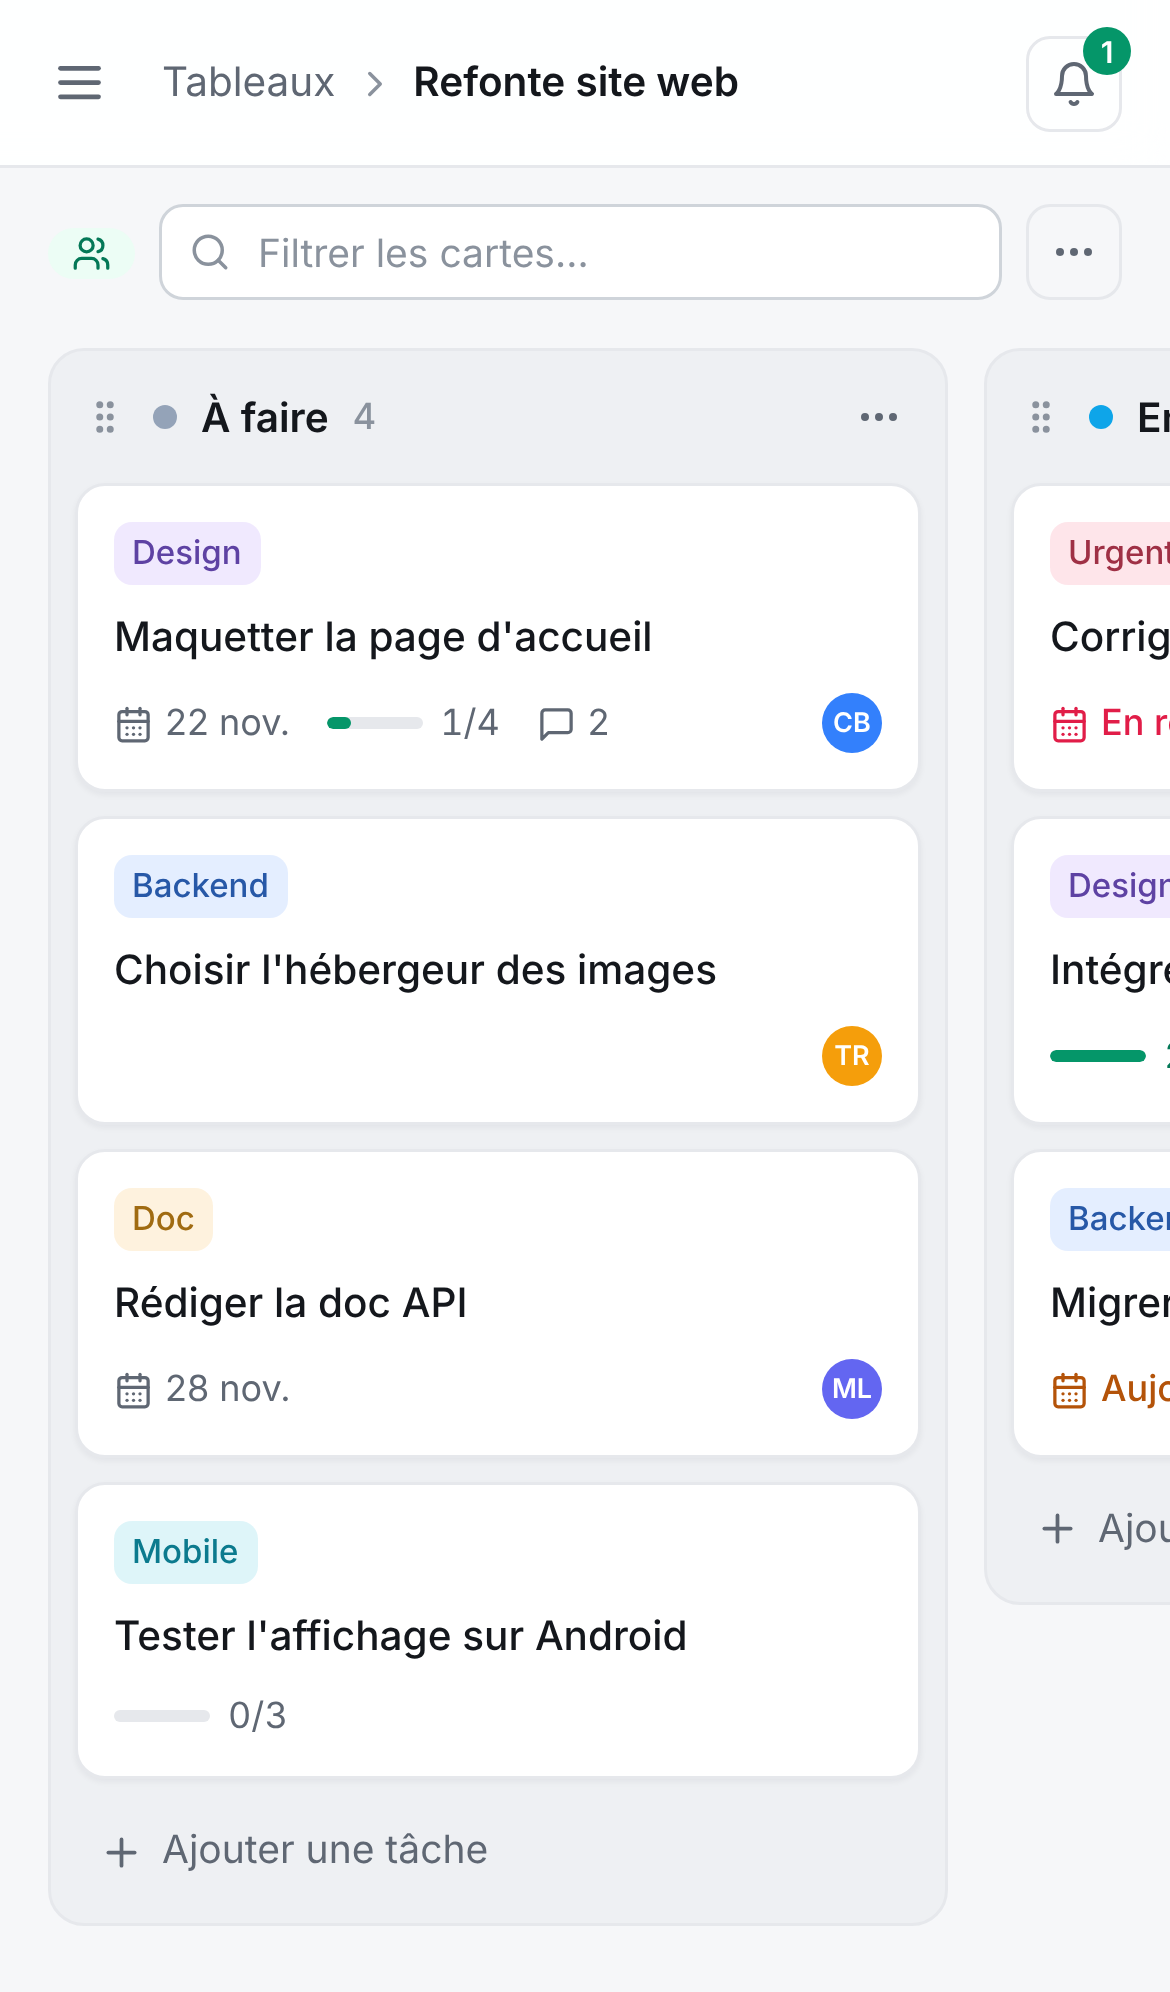 Tableaux > Refonte site web
1
Filtrer les cartes...
À faire 4
Design
Maquetter la page d'accueil
22 nov. 1/4 2 CB
Backend
Choisir l'hébergeur des images
TR
Doc
Rédiger la doc API
28 nov. ML
Mobile
Tester l'affichage sur Android
0/3
Ajouter une tâche
Urgent
En